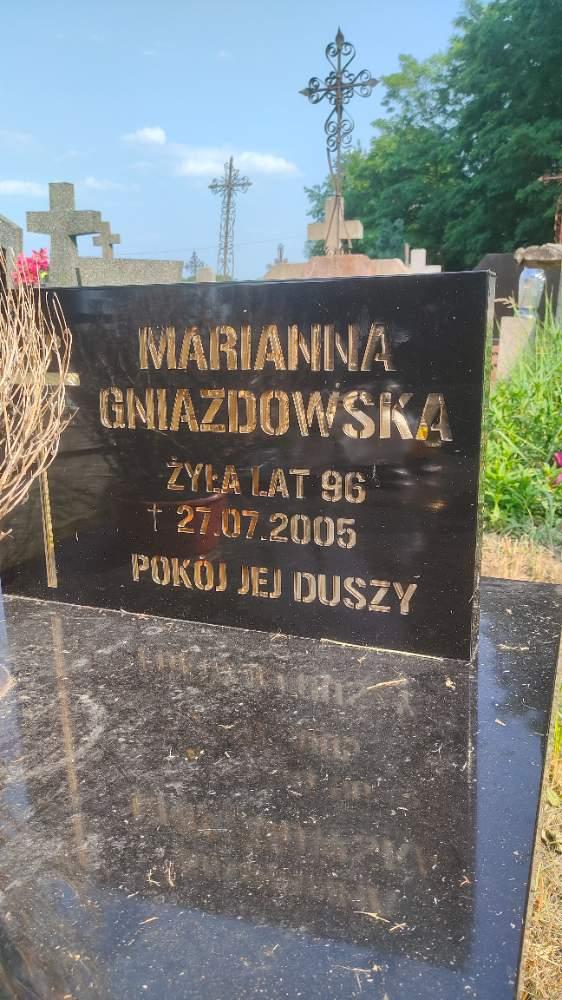 MARIANNA
GNIAZDOWSKA
ŻYŁA LAT 96
† 27.07.2005
POKÓJ JEJ DUSZY